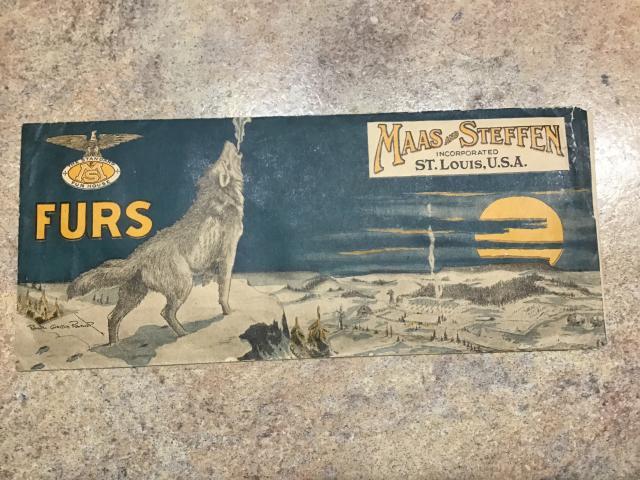 THE STANDARD
FUR HOUSE
FURS
MAAS AND STEFFEN
INCORPORATED
ST. LOUIS, U.S.A.